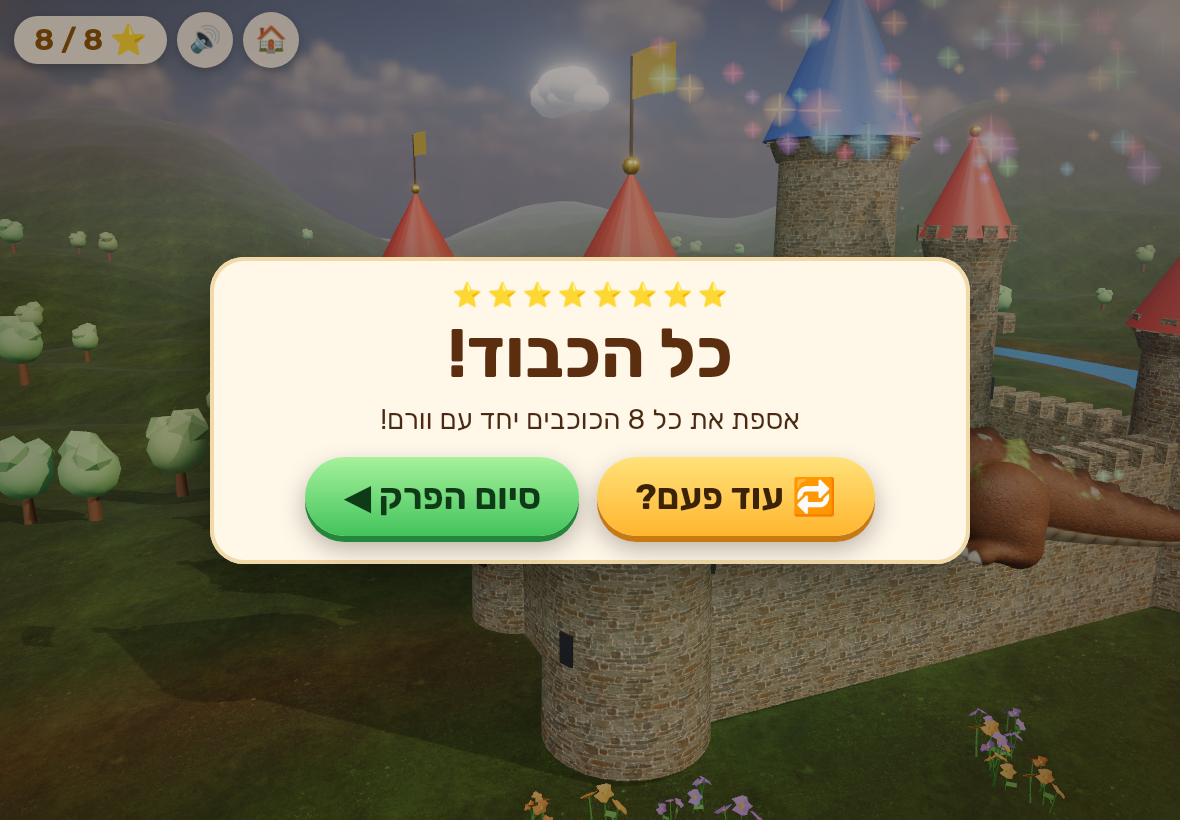 8 / 8 ⭐
⭐⭐⭐⭐⭐⭐⭐⭐
כל הכבוד!
אספת את כל 8 הכוכבים יחד עם וורם!
🔁 עוד פעם?
סיום הפרק ◀